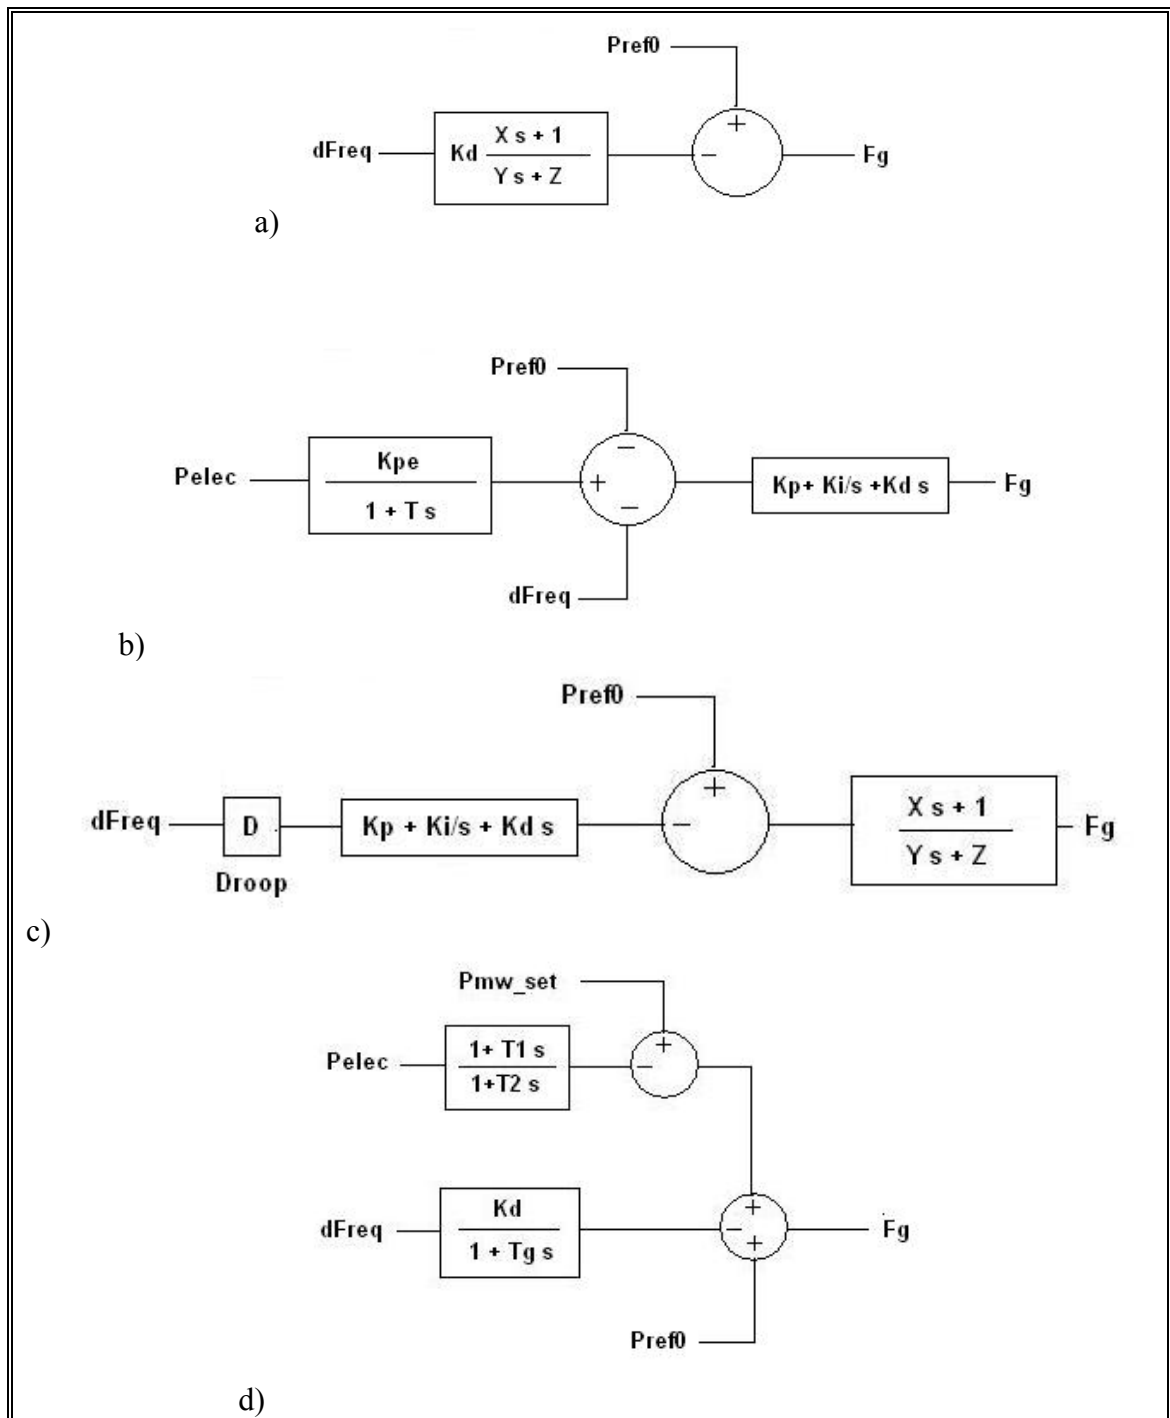 Pref0
+
dFreq
Kd
X s + 1
Y s + Z
−
Fg
a)
Pref0
−
Pelec
Kpe
1 + T s
+
Kp+ Ki/s +Kd s
Fg
−
dFreq
b)
Pref0
+
dFreq
D
Kp + Ki/s + Kd s
−
X s + 1
Y s + Z
Fg
Droop
c)
Pmw_set
+
Pelec
1+ T1 s
1+T2 s
−
dFreq
Kd
1 + Tg s
+
−
+
Fg
Pref0
d)